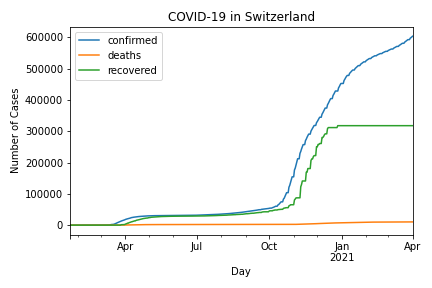 COVID-19 in Switzerland
confirmed
deaths
recovered
Number of Cases
600000
500000
400000
300000
200000
100000
0
Apr
Jul
Oct
Jan
2021
Apr
Day